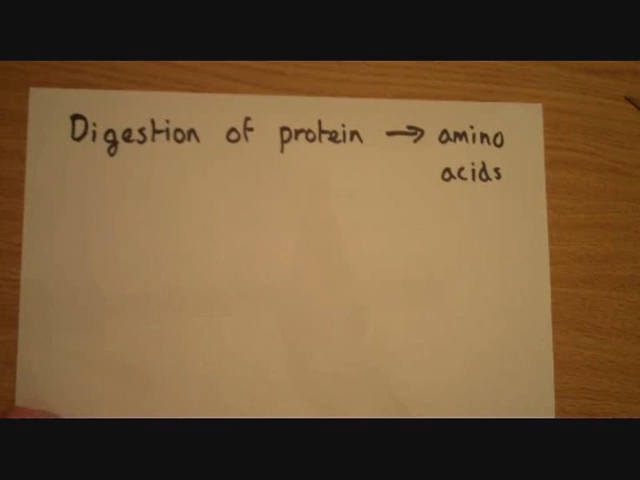 Digestion of protein → amino
acids